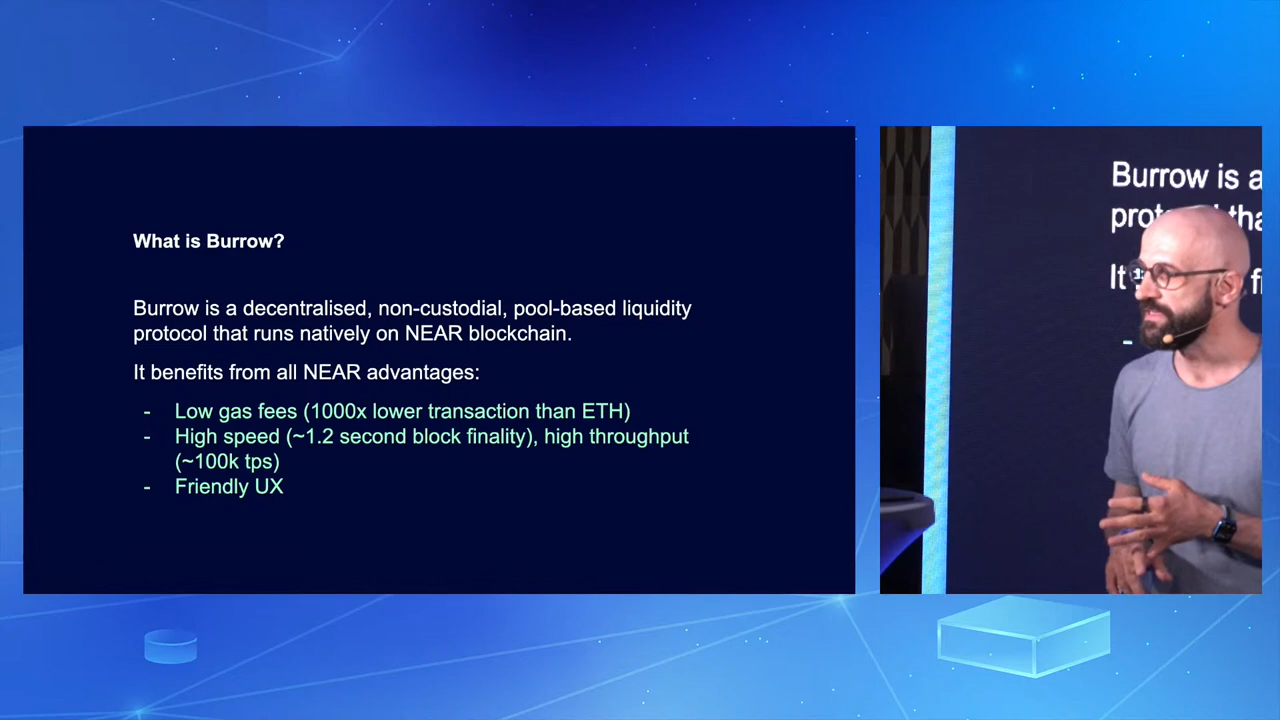 What is Burrow?
Burrow is a decentralised, non-custodial, pool-based liquidity
protocol that runs natively on NEAR blockchain.
It benefits from all NEAR advantages:
- Low gas fees (1000x lower transaction than ETH)
- High speed (~1.2 second block finality), high throughput
(~100k tps)
- Friendly UX
Burrow is a